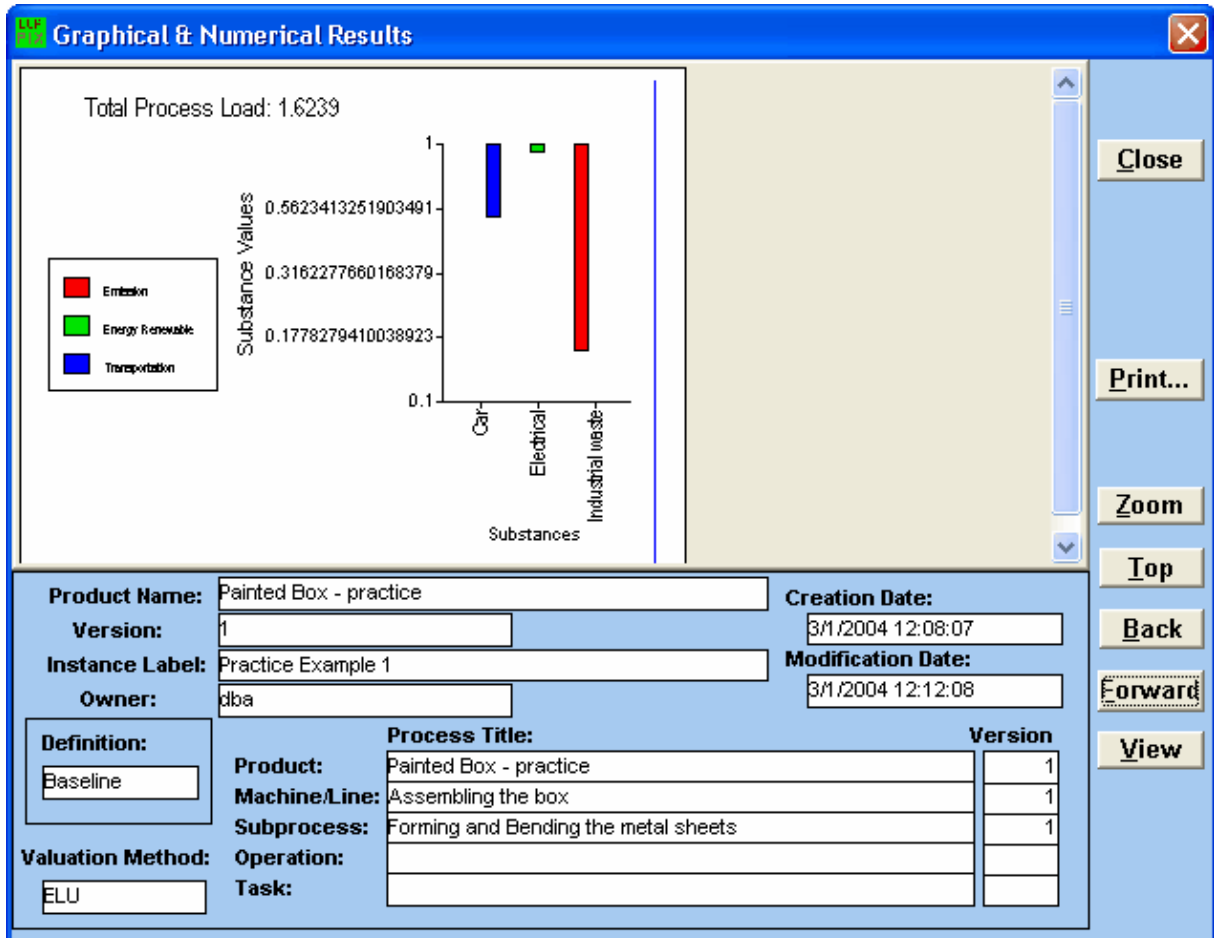 LLF
PIX
Graphical & Numerical Results
Total Process Load: 1.6239
1
0.5623413251903491
0.3162277660168379
0.1778279410038923
0.1
Substance Values
Emission
Energy Renewable
Transportation
Car
Electrical
Industrial waste
Substances
Close
Print...
Zoom
Top
Back
Forward
View
Product Name: Painted Box - practice
Creation Date:
Version: 1
3/1/2004 12:08:07
Instance Label: Practice Example 1
Modification Date:
Owner: dba
3/1/2004 12:12:08
Definition:
Baseline
Process Title: Version
Product: Painted Box - practice 1
Machine/Line: Assembling the box 1
Subprocess: Forming and Bending the metal sheets 1
Valuation Method:
ELU
Operation:
Task: